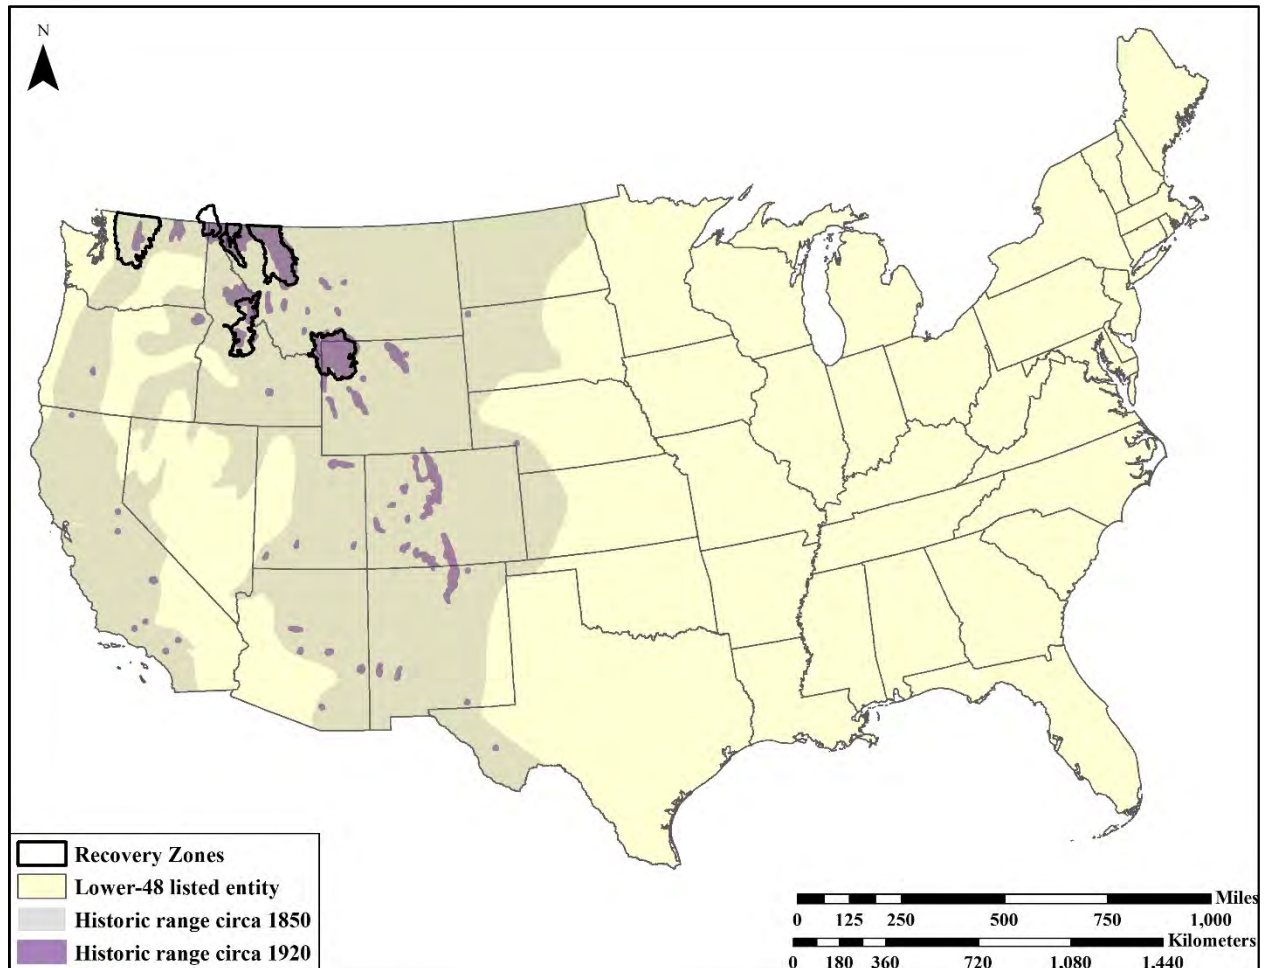 N
Recovery Zones
Lower-48 listed entity
Historic range circa 1850
Historic range circa 1920
Miles
0 125 250 500 750 1,000
Kilometers
0 180 360 720 1,080 1,440